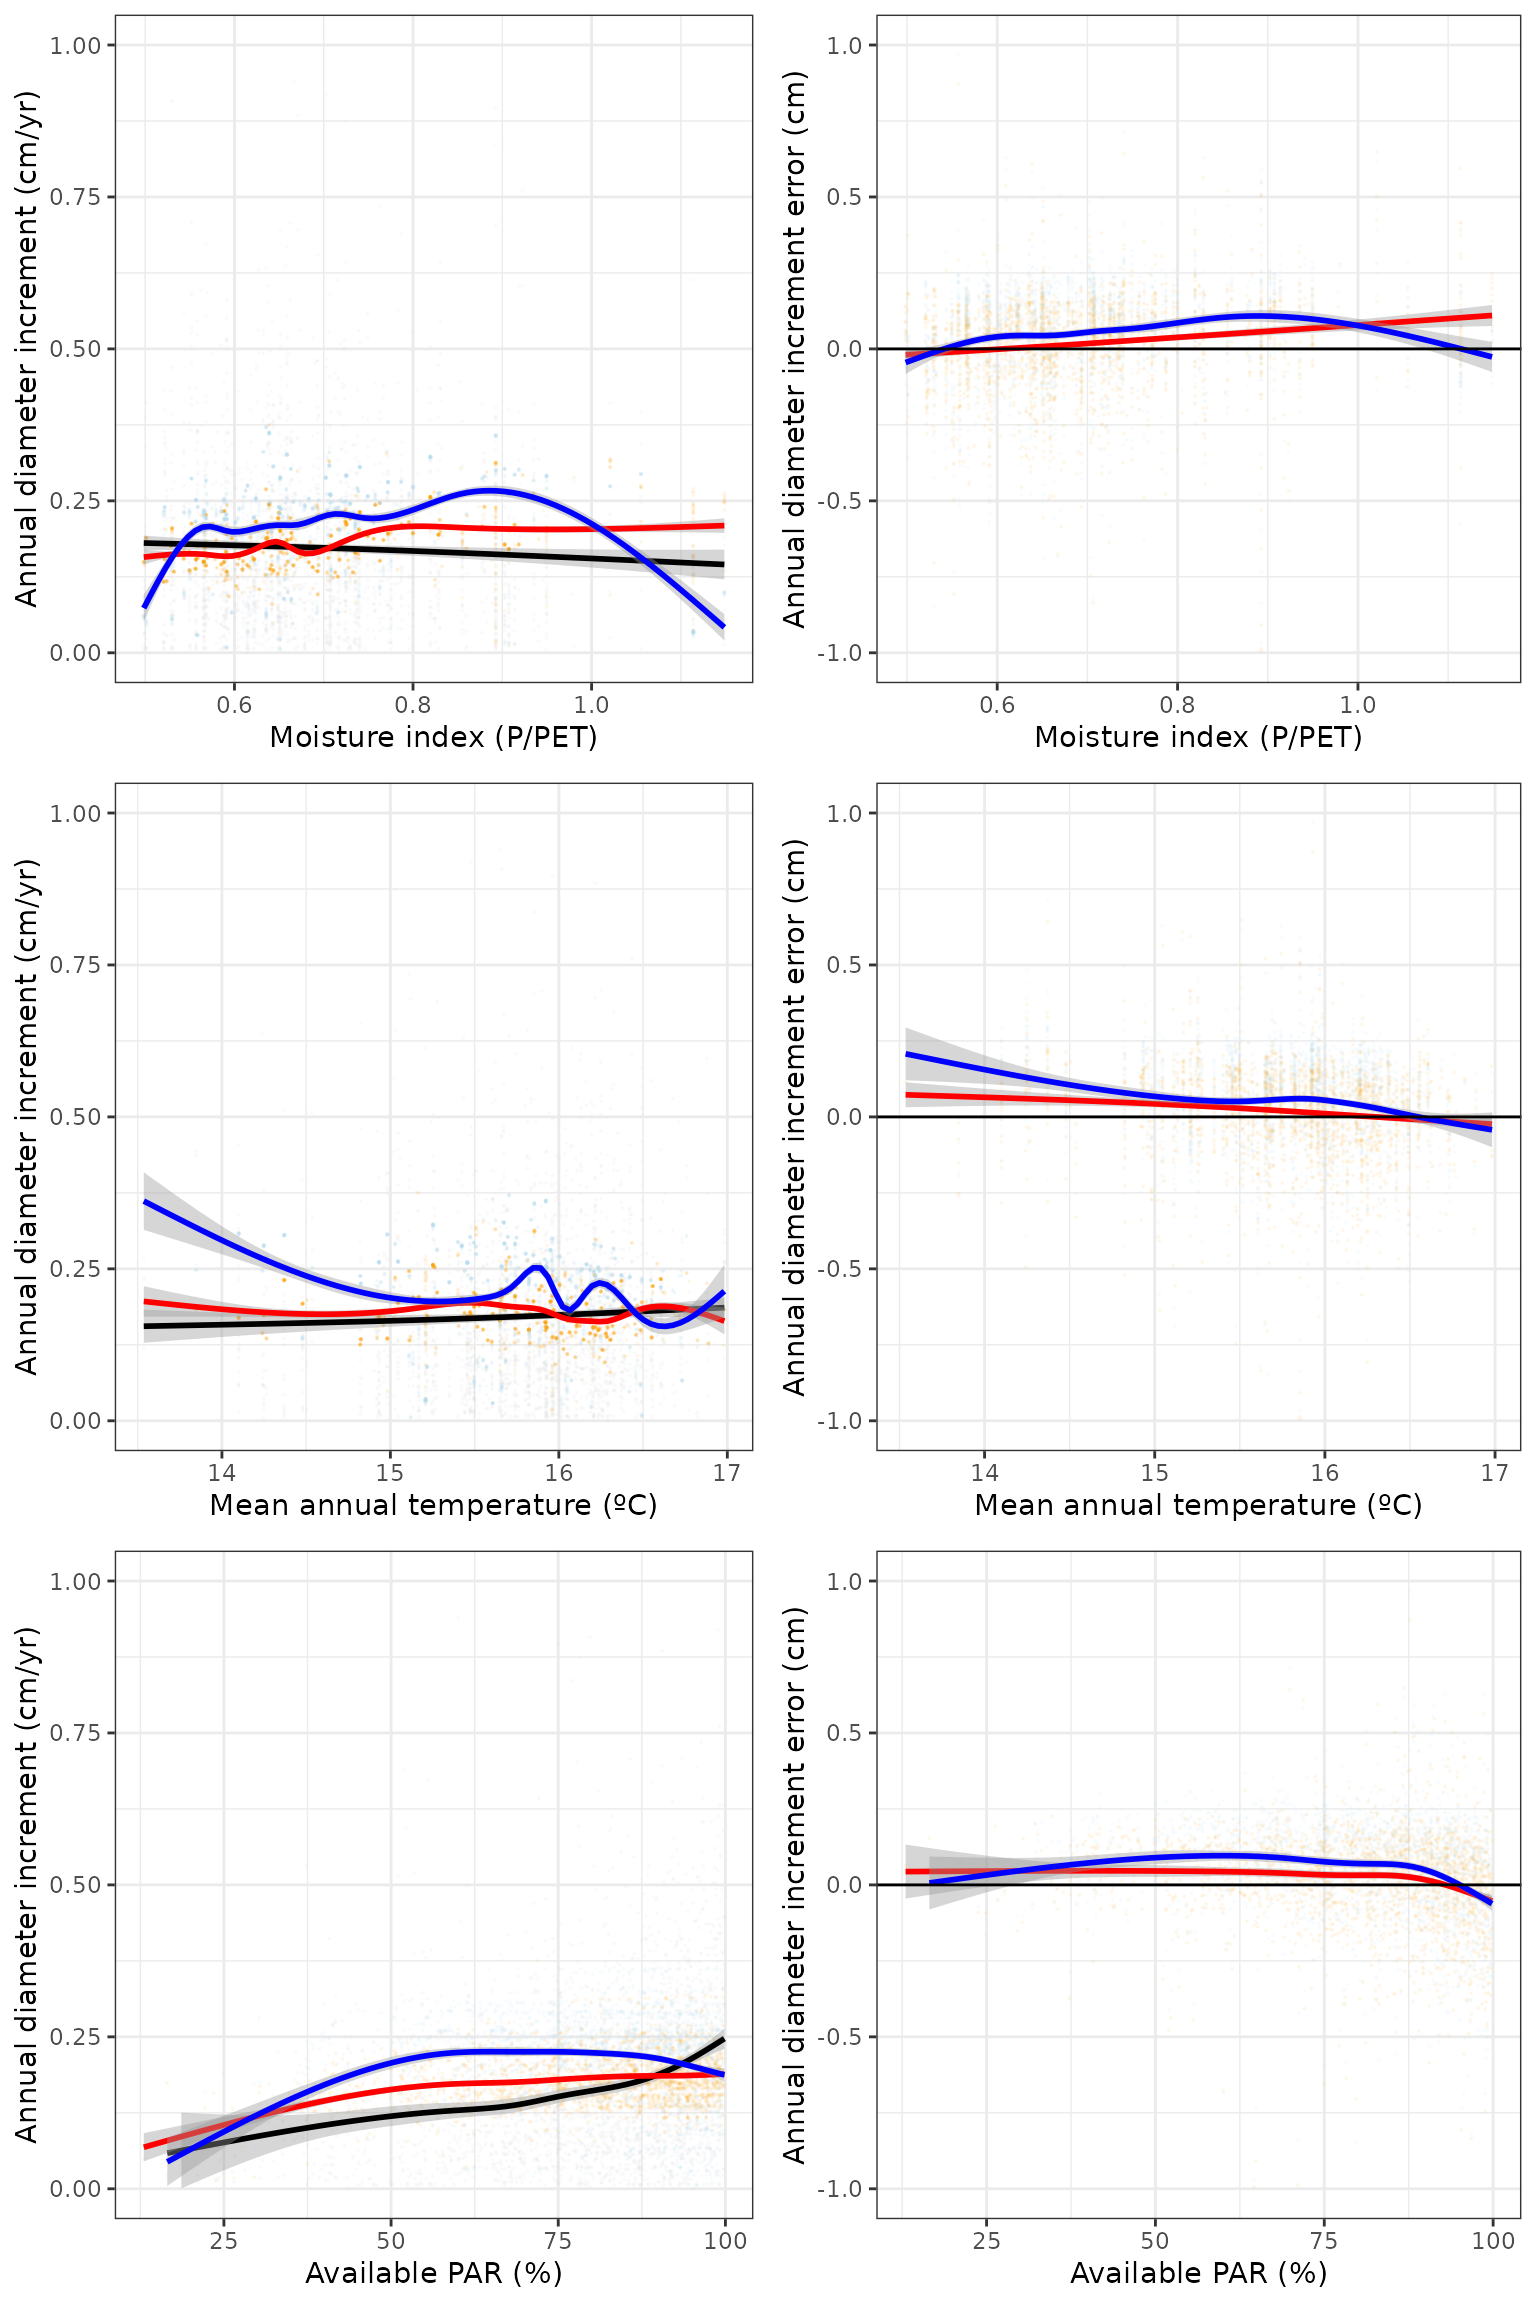 Annual diameter increment (cm/yr)
1.00
0.75
0.50
0.25
0.00
0.6 0.8 1.0
Moisture index (P/PET)
Annual diameter increment error (cm)
1.0
0.5
0.0
-0.5
-1.0
0.6 0.8 1.0
Moisture index (P/PET)
Annual diameter increment (cm/yr)
1.00
0.75
0.50
0.25
0.00
14 15 16 17
Mean annual temperature (ºC)
Annual diameter increment error (cm)
1.0
0.5
0.0
-0.5
-1.0
14 15 16 17
Mean annual temperature (ºC)
Annual diameter increment (cm/yr)
1.00
0.75
0.50
0.25
0.00
25 50 75 100
Available PAR (%)
Annual diameter increment error (cm)
1.0
0.5
0.0
-0.5
-1.0
25 50 75 100
Available PAR (%)